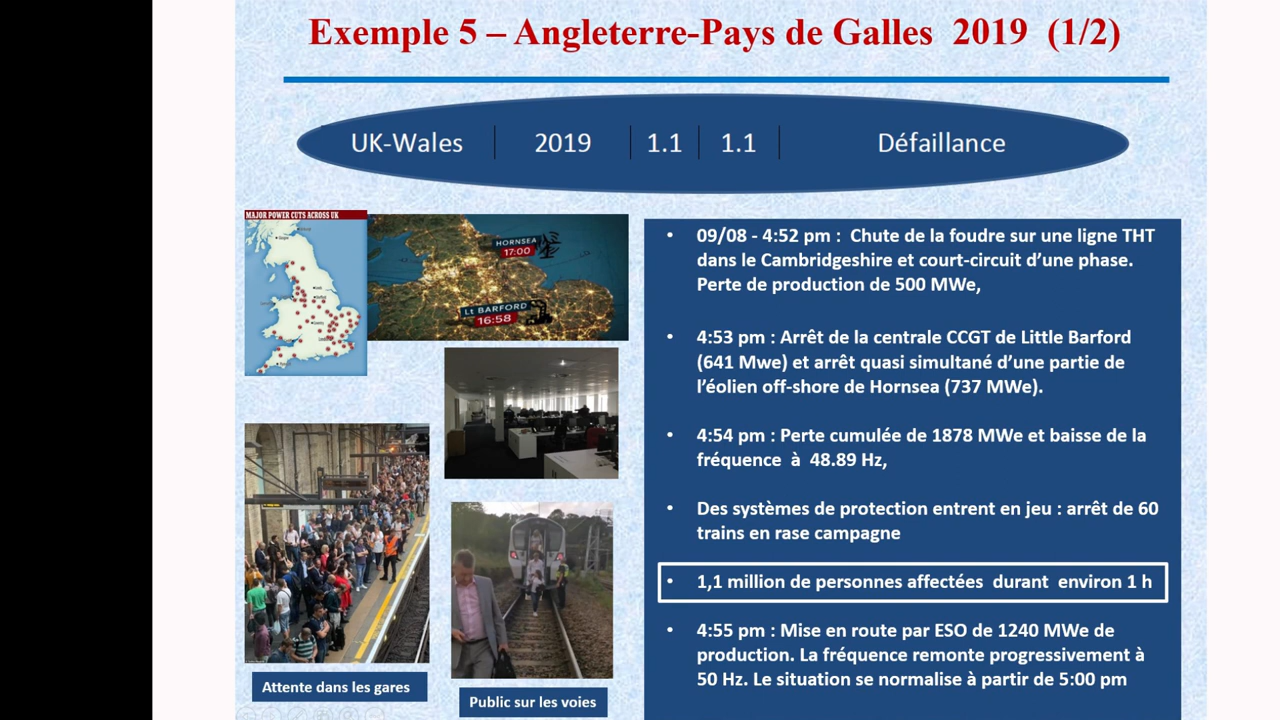 Exemple 5 – Angleterre-Pays de Galles 2019 (1/2)
UK-Wales 2019 1.1 1.1 Défaillance
MAJOR POWER CUTS ACROSS UK
HORNSEA
17:00
Lt BARFORD
16:58
• 09/08 - 4:52 pm : Chute de la foudre sur une ligne THT
dans le Cambridgeshire et court-circuit d’une phase.
Perte de production de 500 MWe,
• 4:53 pm : Arrêt de la centrale CCGT de Little Barford
(641 Mwe) et arrêt quasi simultané d’une partie de
l’éolien off-shore de Hornsea (737 MWe).
• 4:54 pm : Perte cumulée de 1878 MWe et baisse de la
fréquence à 48.89 Hz,
• Des systèmes de protection entrent en jeu : arrêt de 60
trains en rase campagne
• 1,1 million de personnes affectées durant environ 1 h
• 4:55 pm : Mise en route par ESO de 1240 MWe de
production. La fréquence remonte progressivement à
50 Hz. Le situation se normalise à partir de 5:00 pm
Attente dans les gares
Public sur les voies